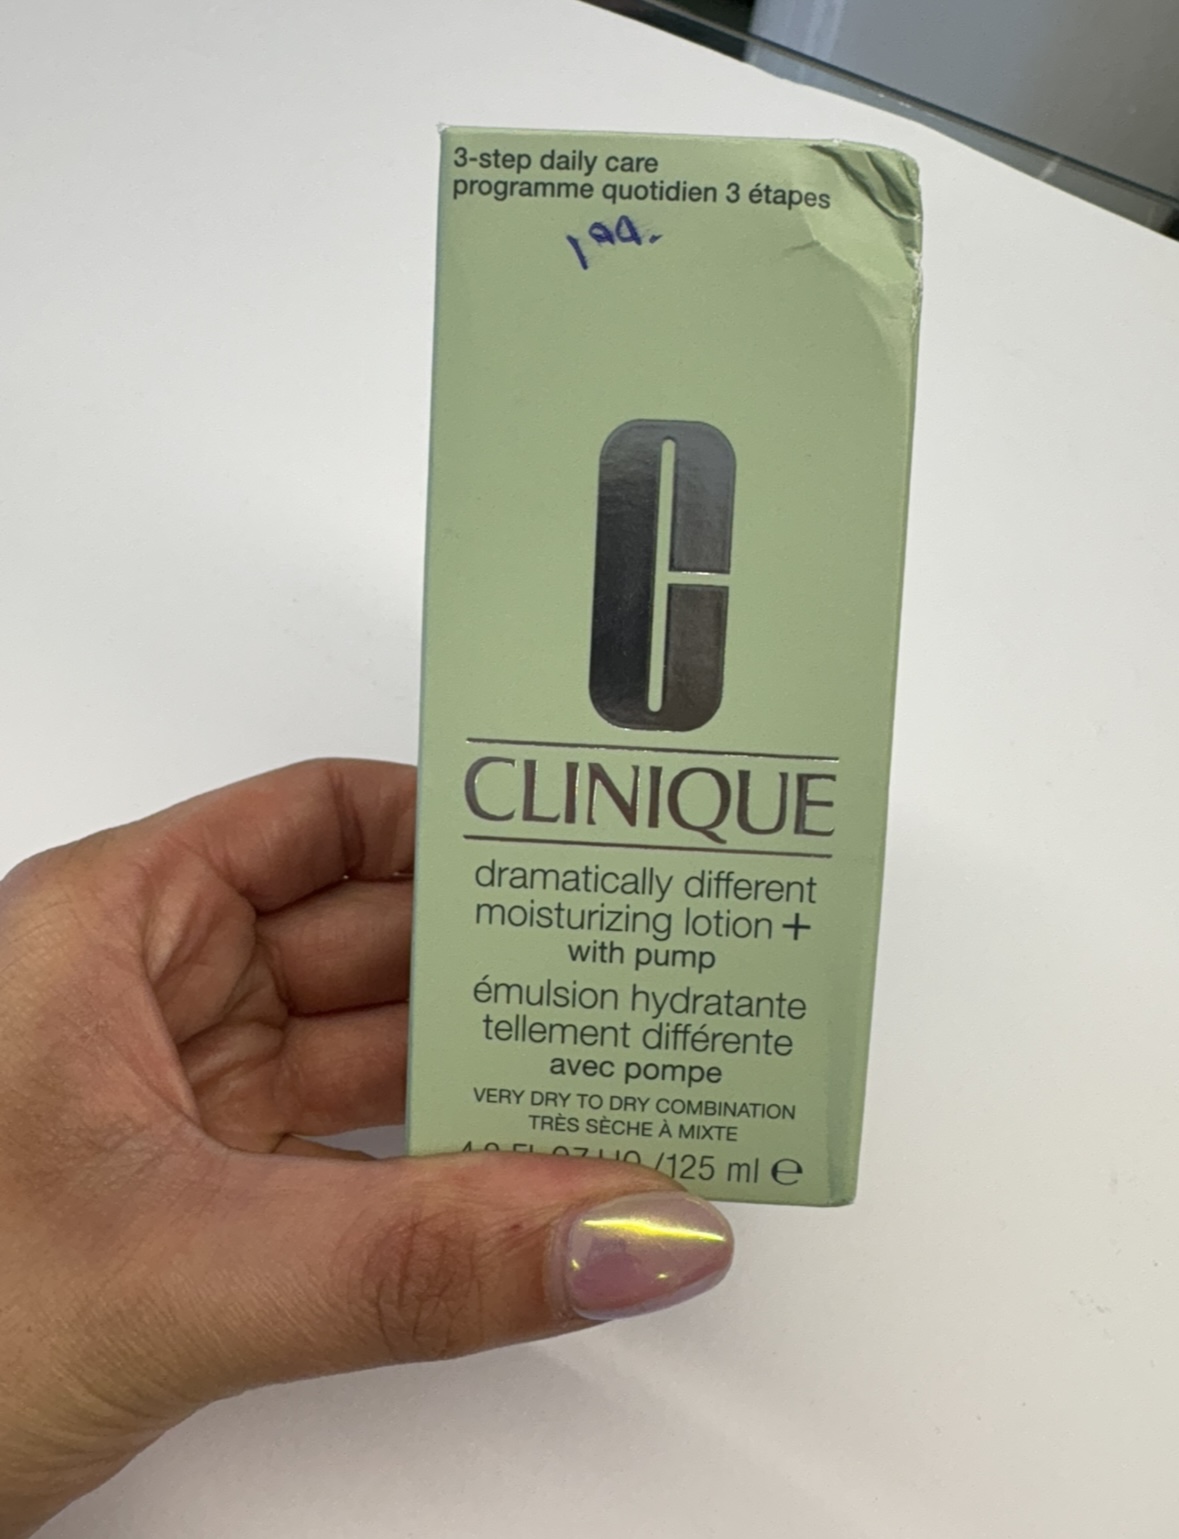 3-step daily care
programme quotidien 3 étapes
CLINIQUE
dramatically different
moisturizing lotion +
with pump
émulsion hydratante
tellement différente
avec pompe
VERY DRY TO DRY COMBINATION
TRÈS SÈCHE À MIXTE
/125 ml e